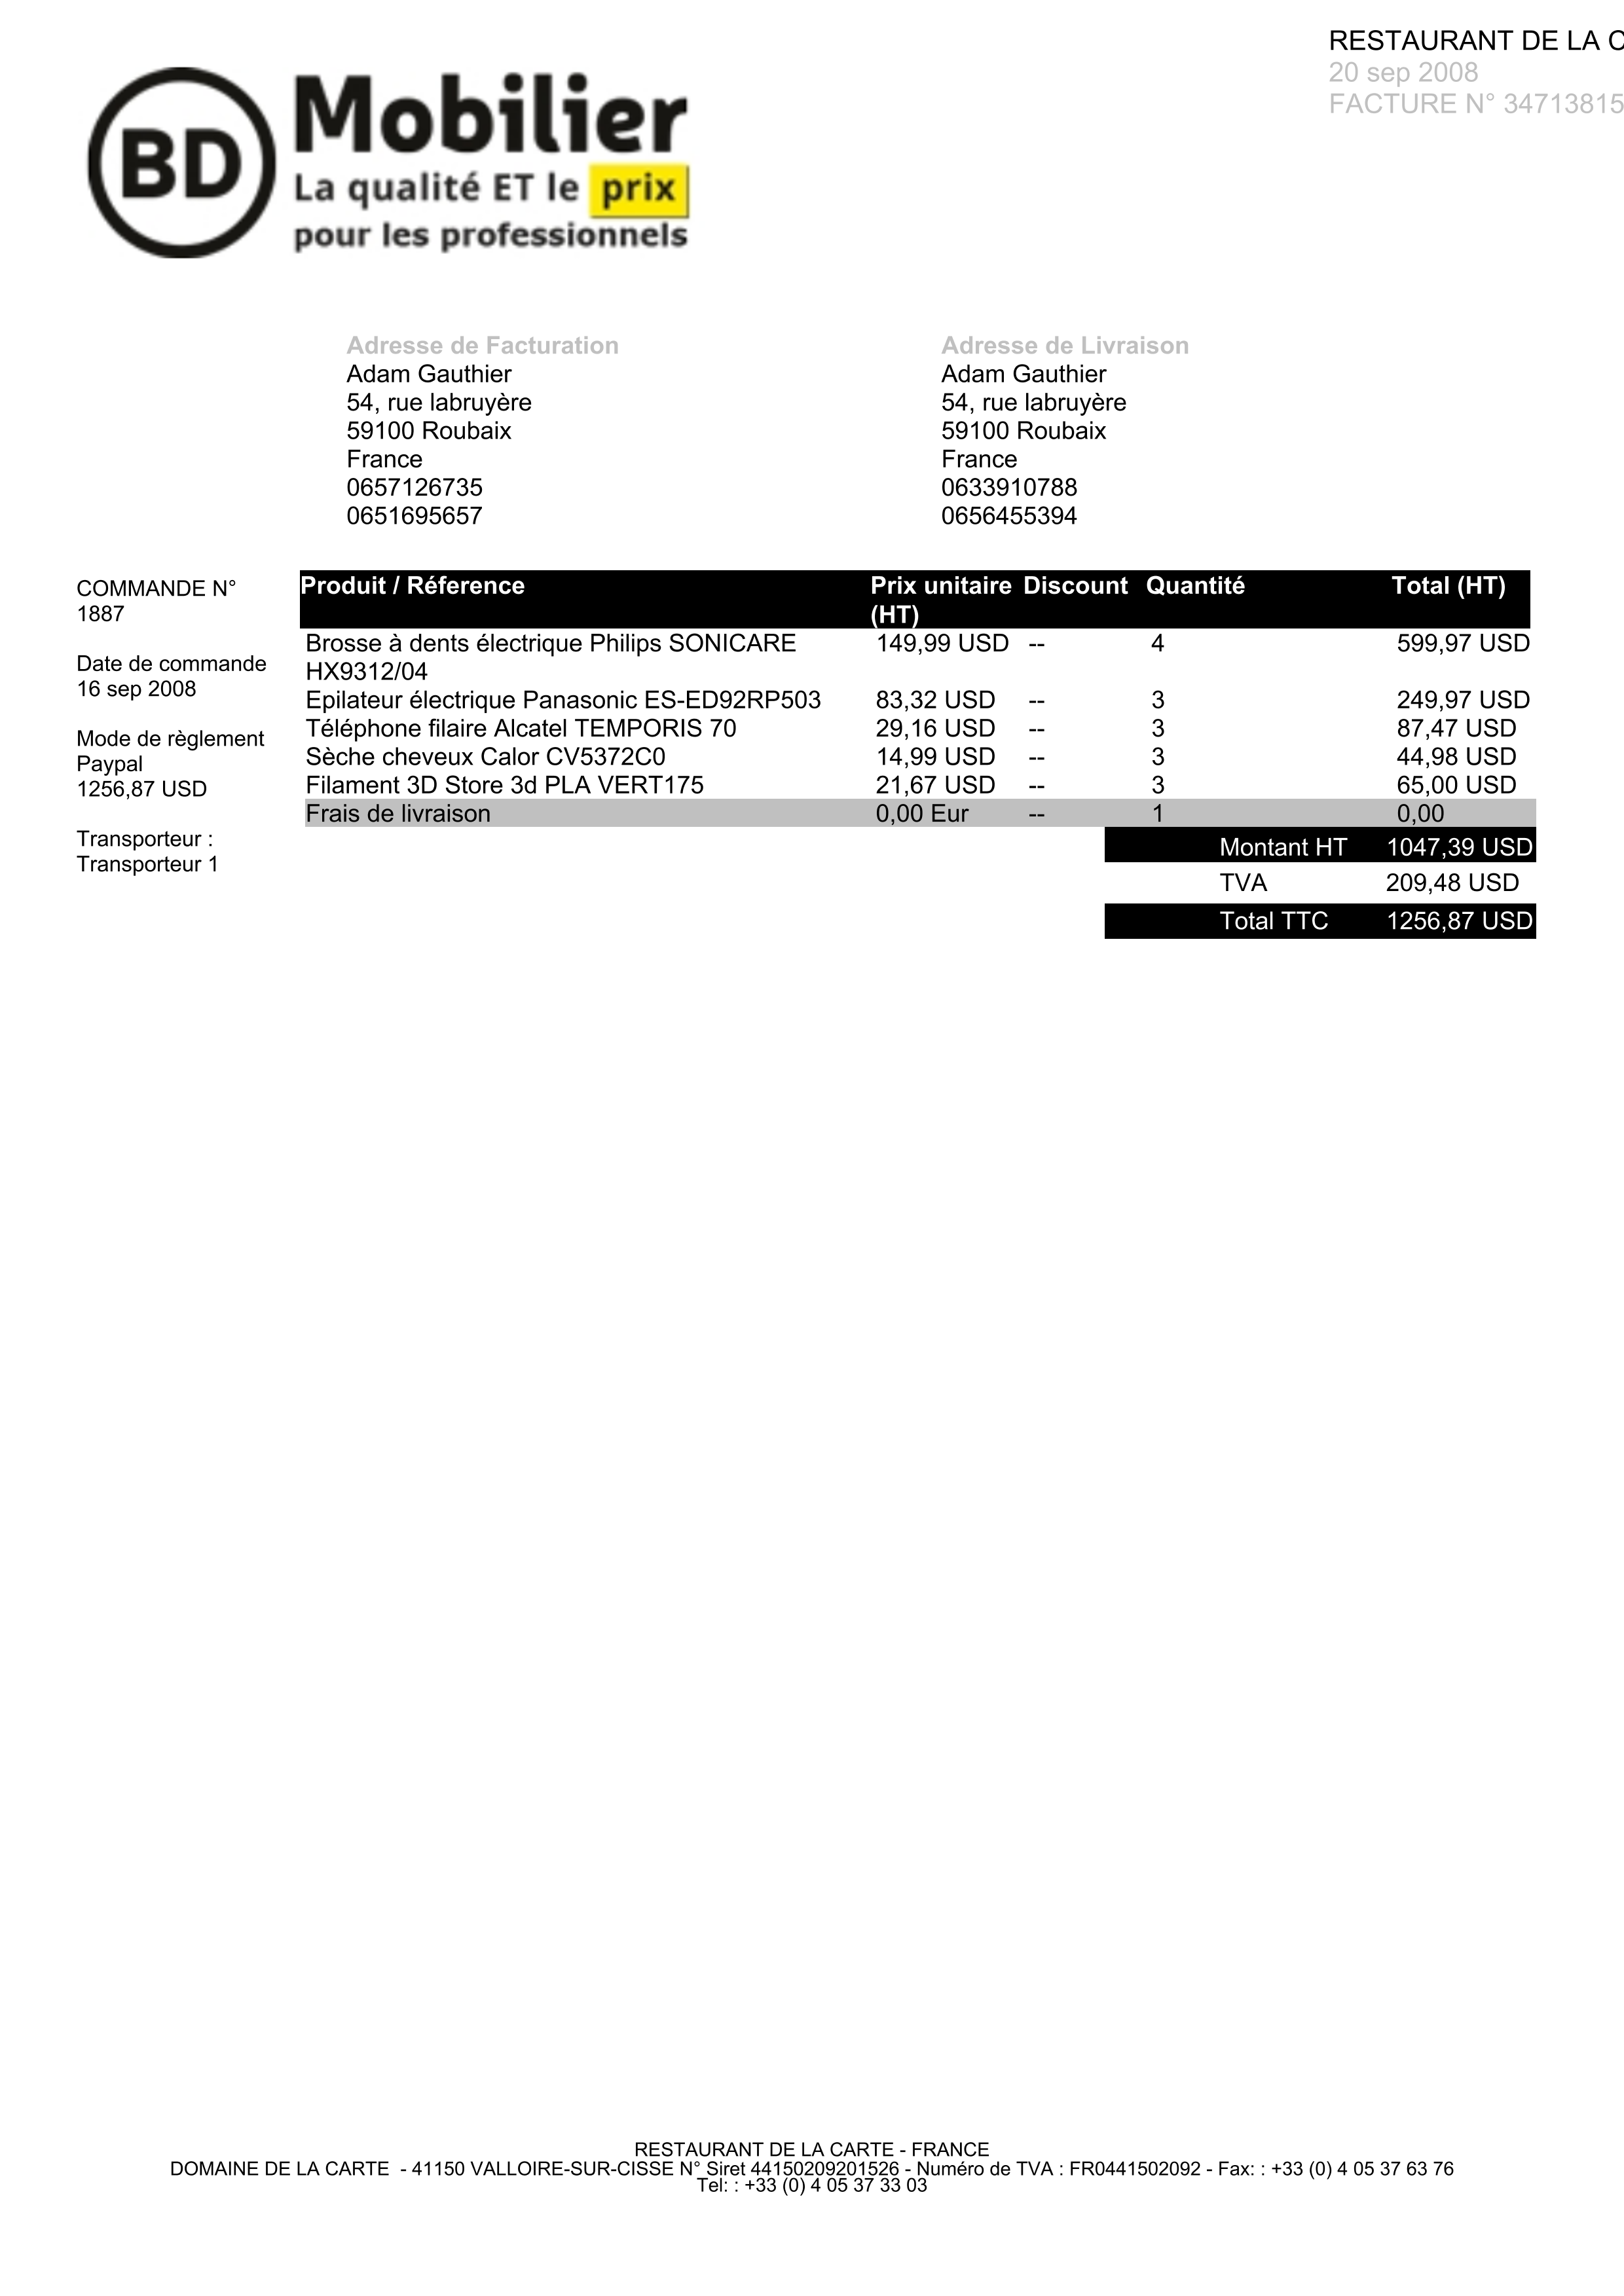 RESTAURANT DE LA C
20 sep 2008
FACTURE N° 34713815
BD
Mobilier
La qualité ET le prix
pour les professionnels
Adresse de Facturation
Adam Gauthier
54, rue labruyère
59100 Roubaix
France
0657126735
0651695657
Adresse de Livraison
Adam Gauthier
54, rue labruyère
59100 Roubaix
France
0633910788
0656455394
COMMANDE N°
1887
Date de commande
16 sep 2008
Mode de règlement
Paypal
1256,87 USD
Transporteur :
Transporteur 1
Produit / Réference Prix unitaire Discount Quantité Total (HT)
(HT)
Brosse à dents électrique Philips SONICARE 149,99 USD -- 4 599,97 USD
HX9312/04
Epilateur électrique Panasonic ES-ED92RP503 83,32 USD -- 3 249,97 USD
Téléphone filaire Alcatel TEMPORIS 70 29,16 USD -- 3 87,47 USD
Sèche cheveux Calor CV5372C0 14,99 USD -- 3 44,98 USD
Filament 3D Store 3d PLA VERT175 21,67 USD -- 3 65,00 USD
Frais de livraison 0,00 Eur -- 1 0,00
Montant HT 1047,39 USD
TVA 209,48 USD
Total TTC 1256,87 USD
RESTAURANT DE LA CARTE - FRANCE
DOMAINE DE LA CARTE - 41150 VALLOIRE-SUR-CISSE N° Siret 44150209201526 - Numéro de TVA : FR0441502092 - Fax: : +33 (0) 4 05 37 63 76
Tel: : +33 (0) 4 05 37 33 03